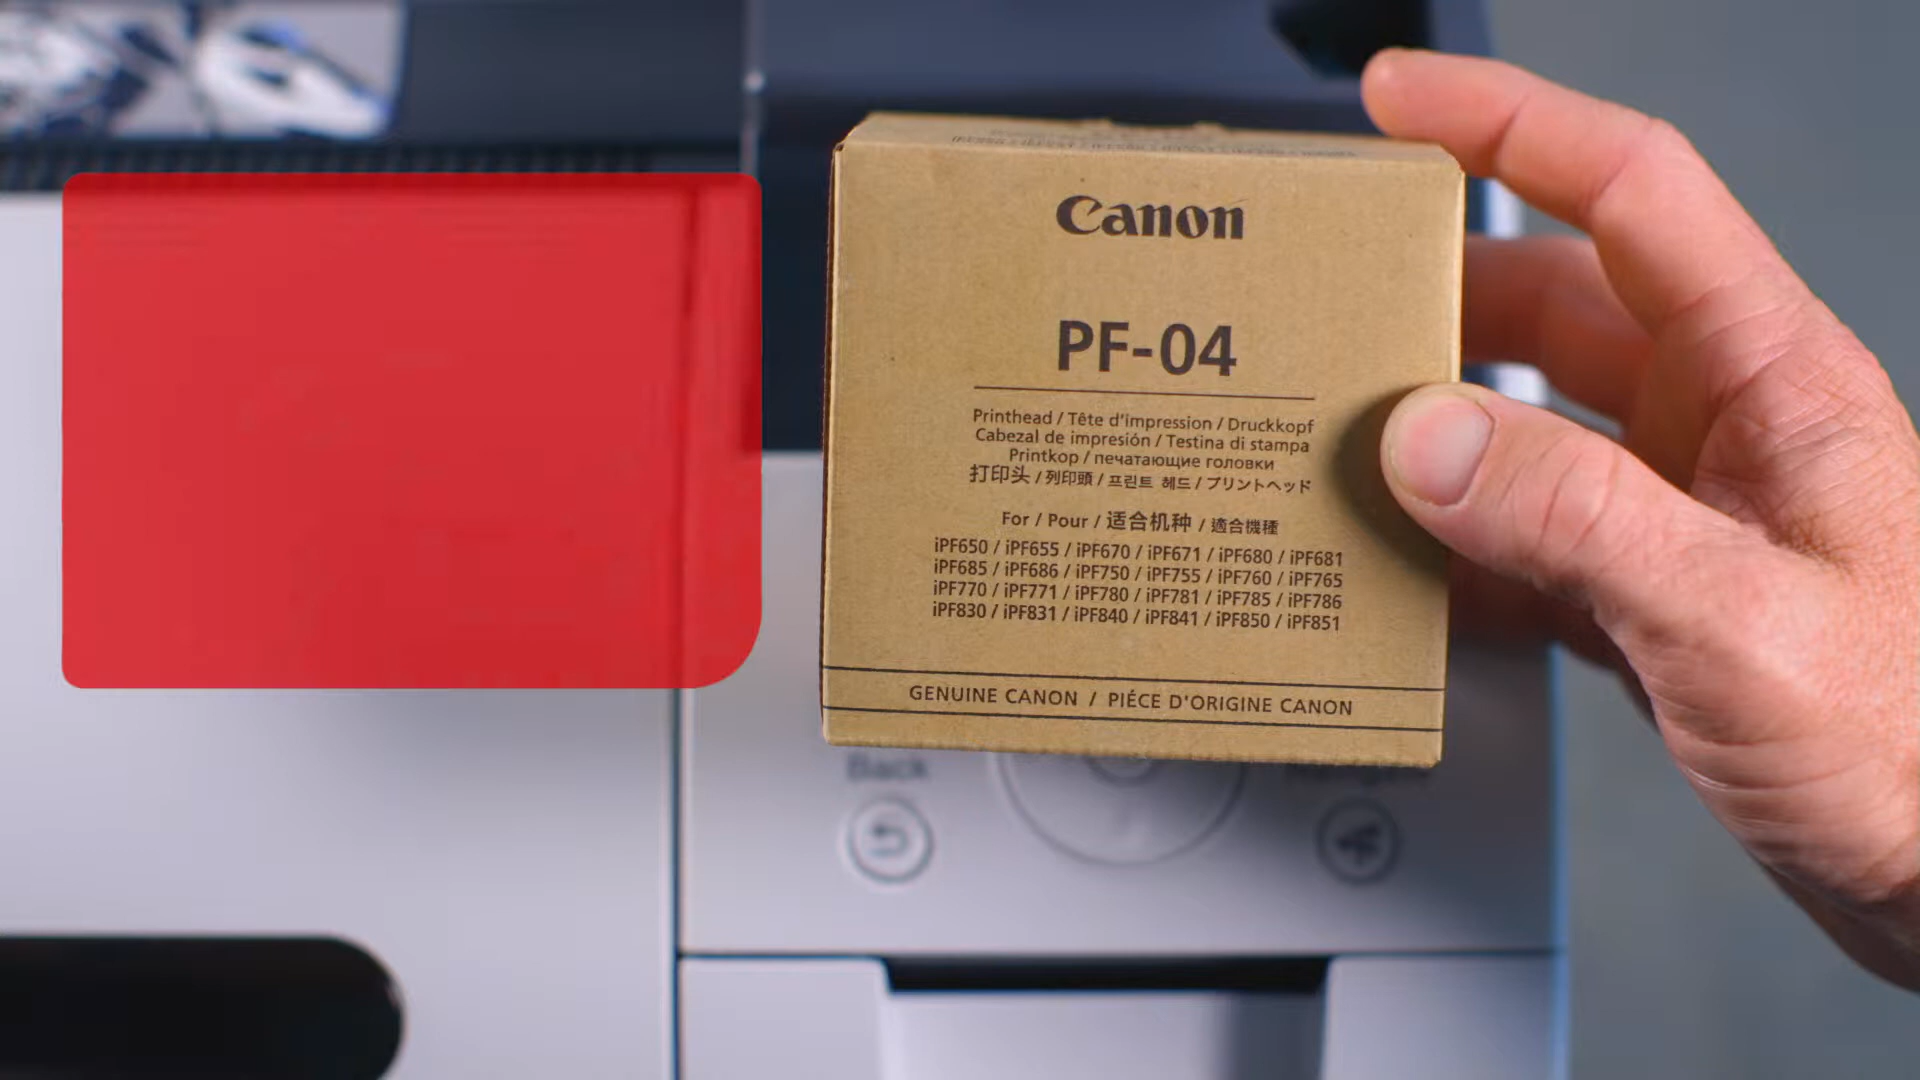 Canon
PF-04
Printhead / Tête d'impression / Druckkopf
Cabezal de impresión / Testina di stampa
Printkop / печатающие головки
打印头 / 列印頭 / 프린트 헤드 / プリントヘッド
For / Pour / 适合机种 / 適合機種
iPF650 / iPF655 / iPF670 / iPF671 / iPF680 / iPF681
iPF685 / iPF686 / iPF750 / iPF755 / iPF760 / iPF765
iPF770 / iPF771 / iPF780 / iPF781 / iPF785 / iPF786
iPF830 / iPF831 / iPF840 / iPF841 / iPF850 / iPF851
GENUINE CANON / PIÉCE D'ORIGINE CANON
Back